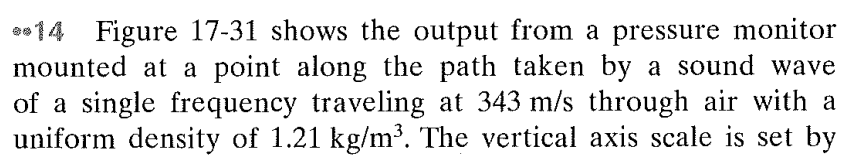 ••14 Figure 17-31 shows the output from a pressure monitor
mounted at a point along the path taken by a sound wave
of a single frequency traveling at 343 m/s through air with a
uniform density of 1.21 kg/m³. The vertical axis scale is set by